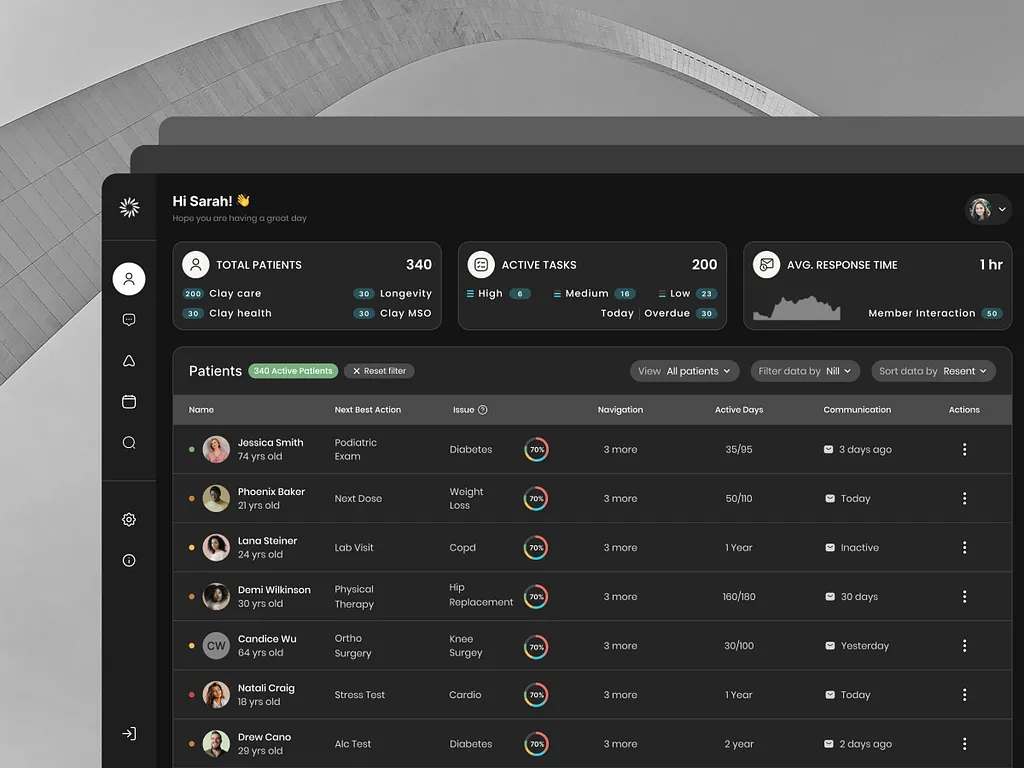 Hi Sarah! 👋
Hope you are having a great day
TOTAL PATIENTS 340
200 Clay care 30 Longevity
30 Clay health 30 Clay MSO
ACTIVE TASKS 200
High 6 Medium 16 Low 23
Today | Overdue 30
AVG. RESPONSE TIME 1 hr
Member Interaction 50
Patients 340 Active Patients × Reset filter View All patients Filter data by Nill Sort data by Resent
Name Next Best Action Issue ? Navigation Active Days Communication Actions
Jessica Smith
74 yrs old
Podiatric
Exam
Diabetes 70% 3 more 35/95 3 days ago
Phoenix Baker
21 yrs old
Next Dose
Weight
Loss
70% 3 more 50/110 Today
Lana Steiner
24 yrs old
Lab Visit Copd 70% 3 more 1 Year Inactive
Demi Wilkinson
30 yrs old
Physical
Therapy
Hip
Replacement
70% 3 more 160/180 30 days
CW
Candice Wu
64 yrs old
Ortho
Surgery
Knee
Surgey
70% 3 more 30/100 Yesterday
Natali Craig
18 yrs old
Stress Test Cardio 70% 3 more 1 Year Today
Drew Cano
29 yrs old
Alc Test Diabetes 70% 3 more 2 year 2 days ago